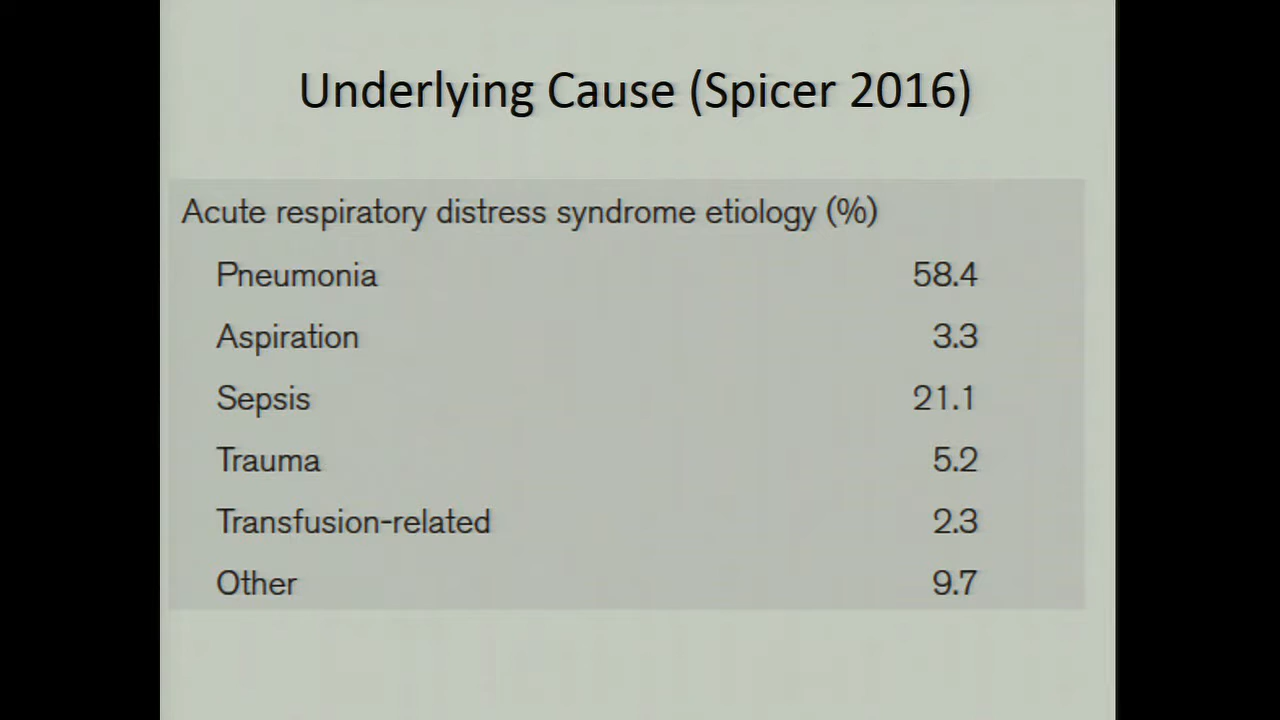 Underlying Cause (Spicer 2016)
Acute respiratory distress syndrome etiology (%)
Pneumonia 58.4
Aspiration 3.3
Sepsis 21.1
Trauma 5.2
Transfusion-related 2.3
Other 9.7